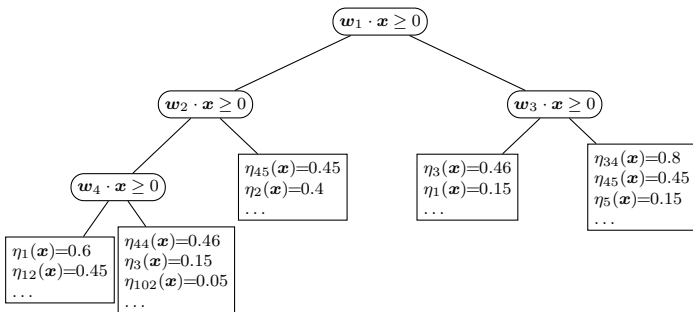 w₁ · x ≥ 0
w₂ · x ≥ 0
w₃ · x ≥ 0
w₄ · x ≥ 0
η₄₅(x)=0.45
η₂(x)=0.4
...
η₃(x)=0.46
η₁(x)=0.15
...
η₃₄(x)=0.8
η₄₅(x)=0.45
η₅(x)=0.15
...
η₁(x)=0.6
η₁₂(x)=0.45
...
η₄₄(x)=0.46
η₃(x)=0.15
η₁₀₂(x)=0.05
...